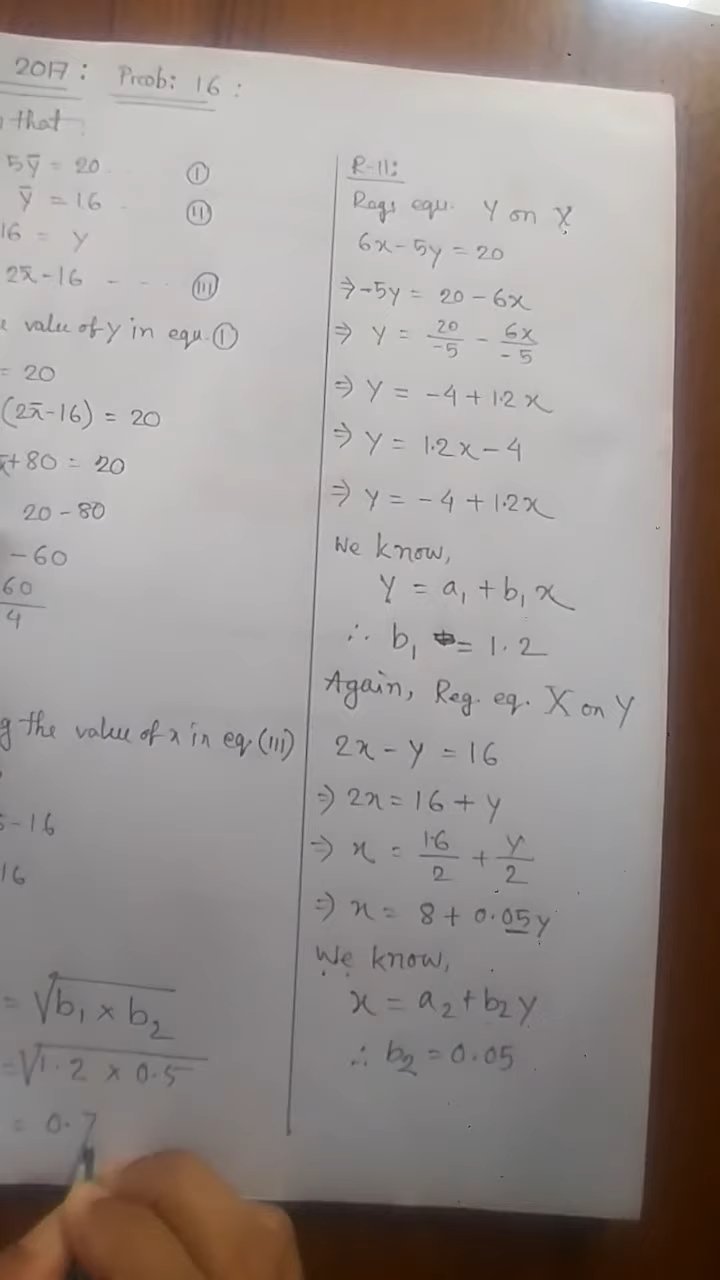 2017: Prob: 16:
that
5ȳ = 20 (I)
ȳ = 16 (II)
16 = y
2x̄ - 16 - - - (III)
value of y in equ. (I)
= 20
(2x̄-16) = 20
x̄+80 = 20
20-80
-60
60
4
g the value of x in eq. (III)
5-16
16
= √b₁ × b₂
= √1.2 × 0.5
= 0.7
R-11:
Regs equ. Y on X
6x-5y = 20
⇒ -5y = 20-6x
⇒ y = 20/-5 - 6x/-5
⇒ y = -4+1.2x
⇒ y = 1.2x-4
⇒ y = -4+1.2x
We know,
y = a₁ + b₁x
∴ b₁ = 1.2
Again, Reg. eq. X on Y
2x - y = 16
⇒ 2x = 16 + y
⇒ x = 16/2 + y/2
⇒ x = 8 + 0.05y
We know,
x = a₂+b₂y
∴ b₂ = 0.05